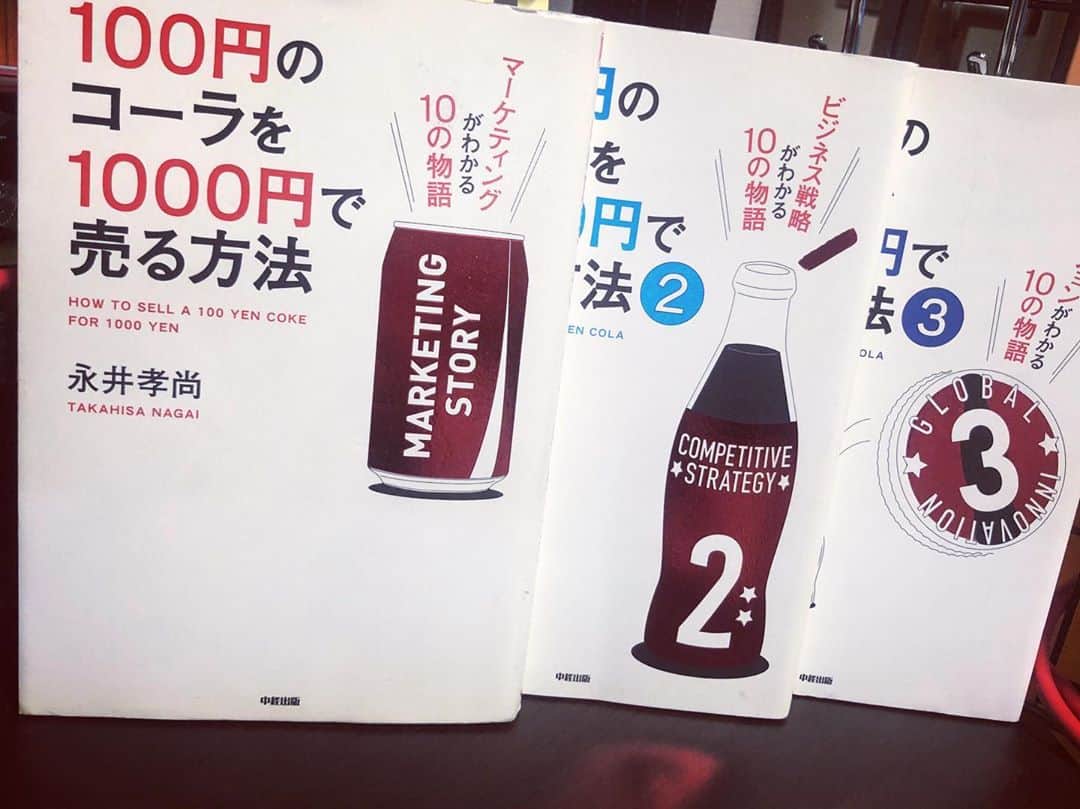 100円の
コーラを
1000円で
売る方法
HOW TO SELL A 100 YEN COKE
FOR 1000 YEN
永井孝尚
TAKAHISA NAGAI
マーケティング
がわかる
10の物語
MARKETING
STORY
中経出版
円の
を
0円で
法2
EN COLA
ビジネス戦略
がわかる
10の物語
COMPETITIVE
STRATEGY
2
中経出版
の
円で
法3
OLA
ンがわかる
10の物語
GLOBAL
3
INNOVATION
中経出版